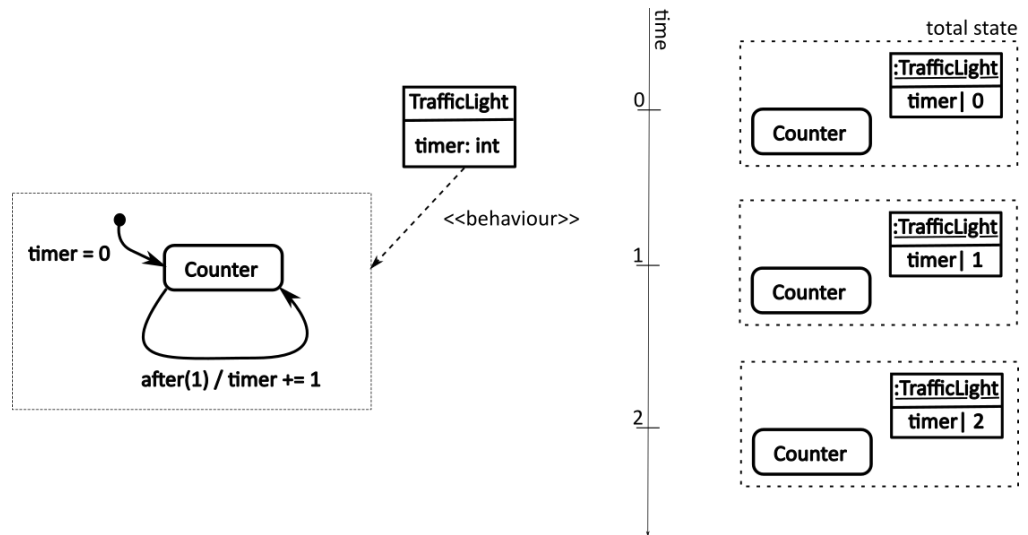 TrafficLight
timer: int
<<behaviour>>
timer = 0
Counter
after(1) / timer += 1
time
0
1
2
total state
:TrafficLight
timer| 0
Counter
:TrafficLight
timer| 1
Counter
:TrafficLight
timer| 2
Counter